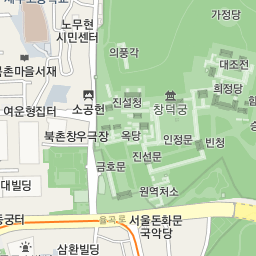 가정당
노무현
시민센터
의풍각
대조전
북촌마을서재
희정당
소공헌
진설청
창덕궁
여운형집터
북촌창우극장
옥당
인정문
빈청
금호문
진선문
대빌딩
원역처소
궁터
율곡로
서울돈화문
국악당
삼환빌딩